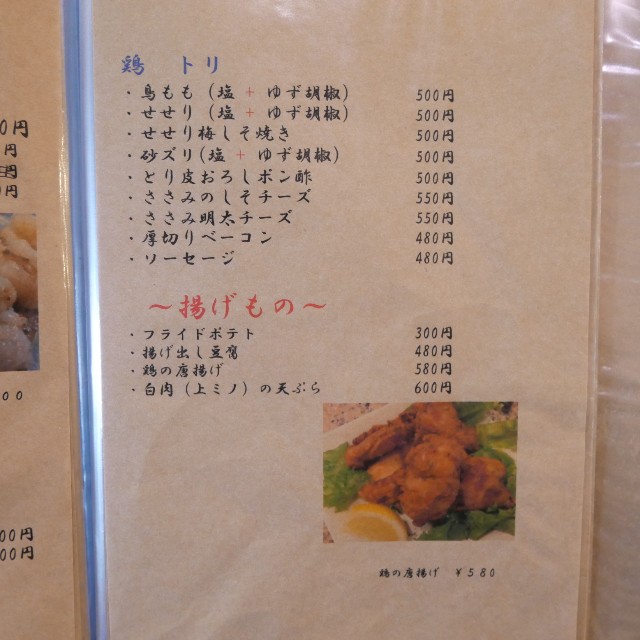 鶏 トリ
・鳥もも(塩 + ゆず胡椒) 500円
・せせり(塩 + ゆず胡椒) 500円
・せせり梅しそ焼き 500円
・砂ズリ(塩 + ゆず胡椒) 500円
・とり皮おろしポン酢 500円
・ささみのしそチーズ 550円
・ささみ明太チーズ 550円
・厚切りベーコン 480円
・ソーセージ 480円
～揚げもの～
・フライドポテト 300円
・揚げ出し豆腐 480円
・鶏の唐揚げ 580円
・白肉(上ミノ)の天ぷら 600円
鶏の唐揚げ ¥580